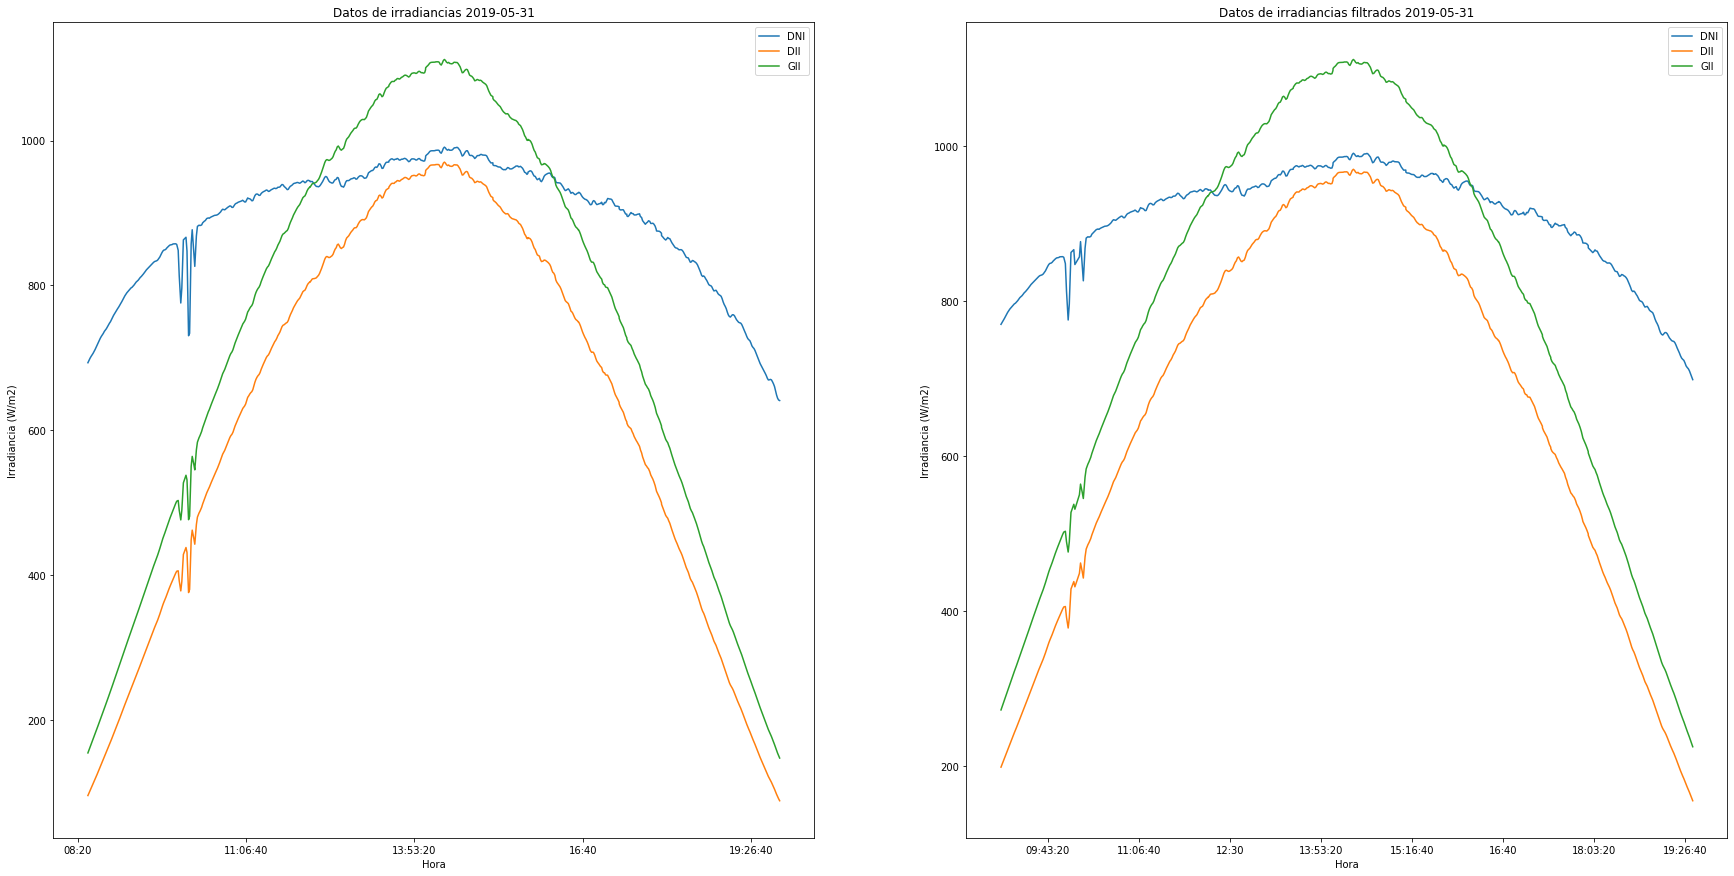 Datos de irradiancias 2019-05-31
DNI
DII
GII
1000
800
600
400
200
Irradiancia (W/m2)
08:20
11:06:40
13:53:20
16:40
19:26:40
Hora
Datos de irradiancias filtrados 2019-05-31
DNI
DII
GII
1000
800
600
400
200
Irradiancia (W/m2)
09:43:20
11:06:40
12:30
13:53:20
15:16:40
16:40
18:03:20
19:26:40
Hora